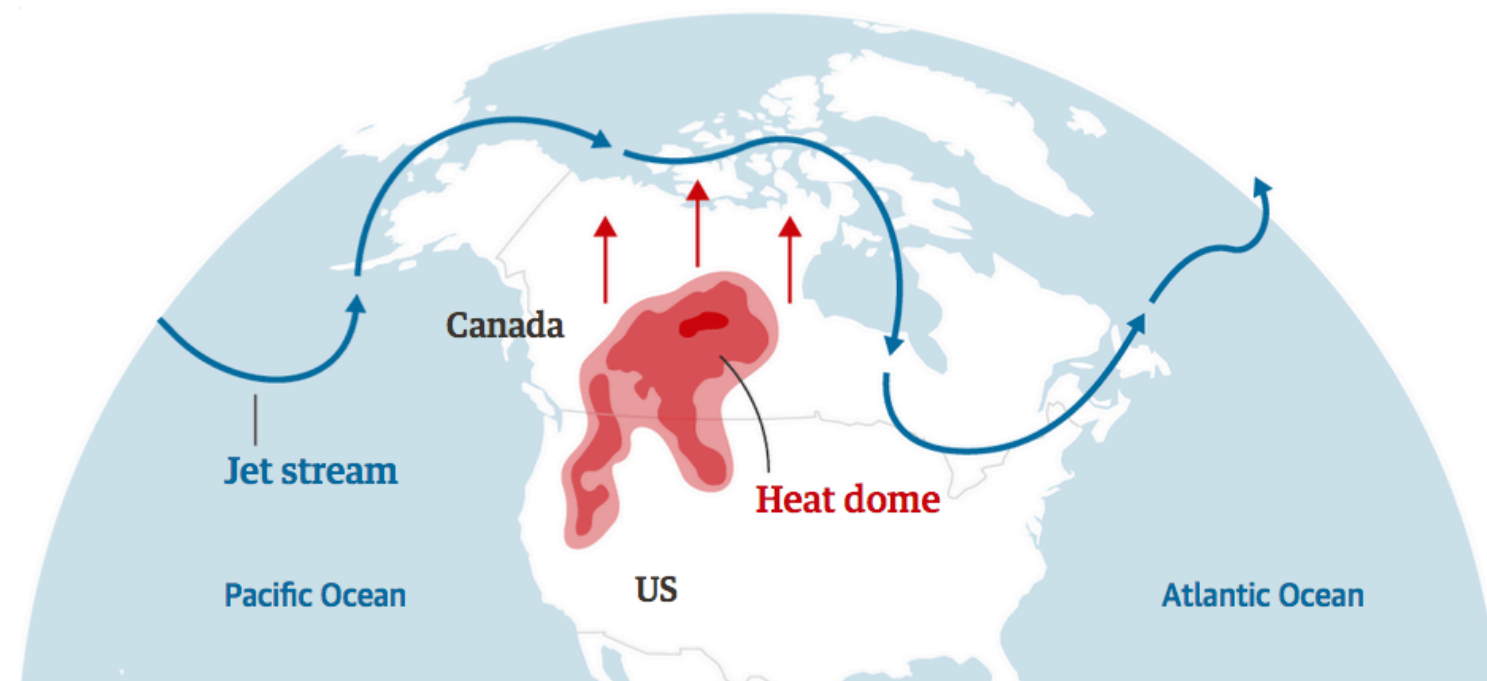 Canada
Jet stream
Heat dome
Pacific Ocean
US
Atlantic Ocean